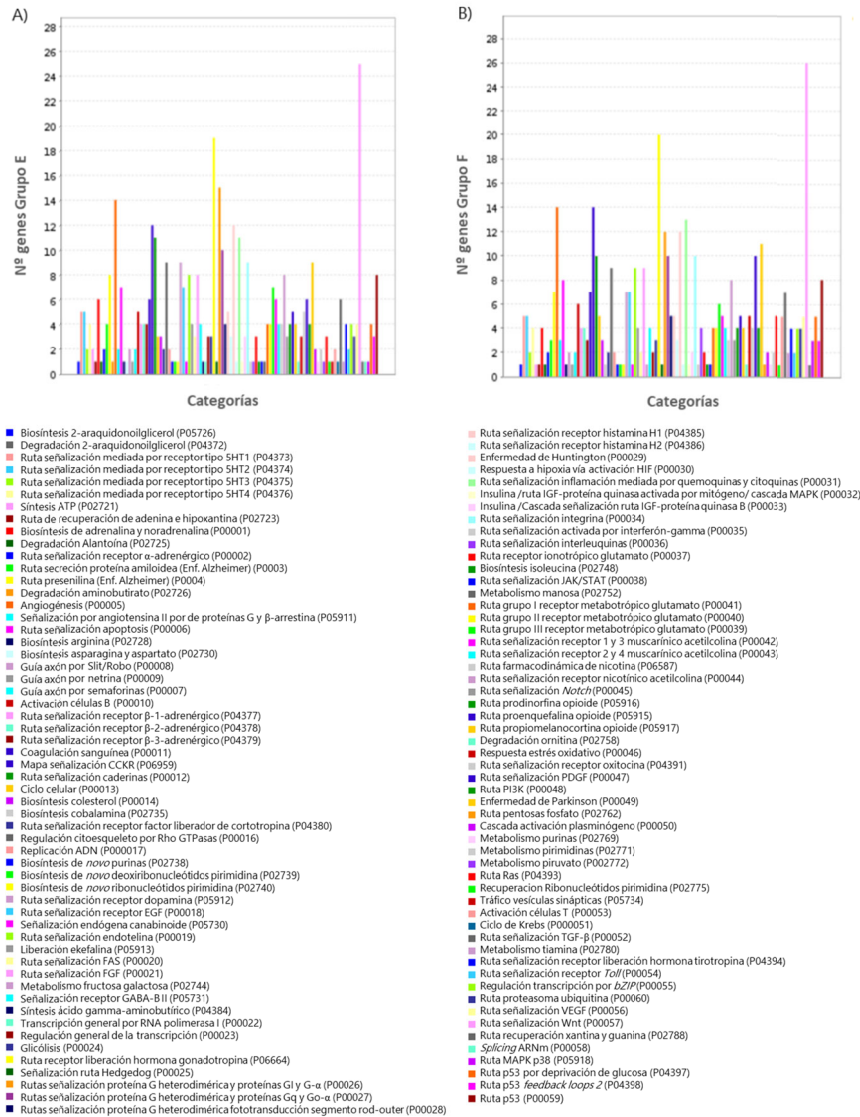 A)
28
26
24
22
20
18
16
14
12
10
8
6
4
2
0
Nº genes Grupo E
Categorías
B)
28
26
24
22
20
18
16
14
12
10
8
6
4
2
0
Nº genes Grupo F
Categorías
Biosíntesis 2-araquidonoilglicerol (P05726)
Degradación 2-araquidonoilglicerol (P04372)
Ruta señalización mediada por receptor tipo 5HT1 (P04373)
Ruta señalización mediada por receptor tipo 5HT2 (P04374)
Ruta señalización mediada por receptor tipo 5HT3 (P04375)
Ruta señalización mediada por receptor tipo 5HT4 (P04376)
Síntesis ATP (P02721)
Ruta de recuperación de adenina e hipoxantina (P02723)
Biosíntesis de adrenalina y noradrenalina (P00001)
Degradación Alantoína (P02725)
Ruta señalización receptor α-adrenérgico (P00002)
Ruta secreción proteína amiloidea (Enf. Alzheimer) (P0003)
Ruta presenilina (Enf. Alzheimer) (P0004)
Degradación aminobutirato (P02726)
Angiogénesis (P00005)
Señalización por angiotensina II por de proteínas G y β-arrestina (P05911)
Ruta señalización apoptosis (P00006)
Biosíntesis arginina (P02728)
Biosíntesis asparagina y aspartato (P02730)
Guía axón por Slit/Robo (P00008)
Guía axón por netrina (P00009)
Guía axón por semaforinas (P00007)
Activación células B (P00010)
Ruta señalización receptor β-1-adrenérgico (P04377)
Ruta señalización receptor β-2-adrenérgico (P04378)
Ruta señalización receptor β-3-adrenérgico (P04379)
Coagulación sanguínea (P00011)
Mapa señalización CCKR (P06959)
Ruta señalización caderinas (P00012)
Ciclo celular (P00013)
Biosíntesis colesterol (P00014)
Biosíntesis cobalamina (P02735)
Ruta señalización receptor factor liberador de cortotropina (P04380)
Regulación citoesqueleto por Rho GTPasas (P00016)
Replicación ADN (P000017)
Biosíntesis de novo purinas (P02738)
Biosíntesis de novo deoxiribonucleótidos pirimidina (P02739)
Biosíntesis de novo ribonucleótidos pirimidina (P02740)
Ruta señalización receptor dopamina (P05912)
Ruta señalización receptor EGF (P00018)
Señalización endógena canabinoide (P05730)
Ruta señalización endotelina (P00019)
Liberación ekefalina (P05913)
Ruta señalización FAS (P00020)
Ruta señalización FGF (P00021)
Metabolismo fructosa galactosa (P02744)
Señalización receptor GABA-B II (P05731)
Síntesis ácido gamma-aminobutírico (P04384)
Transcripción general por RNA polimerasa I (P00022)
Regulación general de la transcripción (P00023)
Glicólisis (P00024)
Ruta receptor liberación hormona gonadotropina (P06664)
Señalización ruta Hedgedog (P00025)
Rutas señalización proteína G heterodimérica y proteínas GI y G-α (P00026)
Rutas señalización proteína G heterodimérica y proteínas Gq y Go-α (P00027)
Rutas señalización proteína G heterodimérica fototransducción segmento rod-outer (P00028)
Ruta señalización receptor histamina H1 (P04385)
Ruta señalización receptor histamina H2 (P04386)
Enfermedad de Huntington (P00029)
Respuesta a hipoxia vía activación HIF (P00030)
Ruta señalización inflamación mediada por quemoquinas y citoquinas (P00031)
Insulina /ruta IGF-proteína quinasa activada por mitógeno/ cascada MAPK (P00032)
Insulina /Cascada señalización ruta IGF-proteína quinasa B (P00033)
Ruta señalización integrina (P00034)
Ruta señalización activada por interferón-gamma (P00035)
Ruta señalización interleuquinas (P00036)
Ruta receptor ionotrópico glutamato (P00037)
Biosíntesis isoleucina (P02748)
Ruta señalización JAK/STAT (P00038)
Metabolismo manosa (P02752)
Ruta grupo I receptor metabotrópico glutamato (P00041)
Ruta grupo II receptor metabotrópico glutamato (P00040)
Ruta grupo III receptor metabotrópico glutamato (P00039)
Ruta señalización receptor 1 y 3 muscarínico acetilcolina (P00042)
Ruta señalización receptor 2 y 4 muscarínico acetilcolina (P00043)
Ruta farmacodinámica de nicotina (P06587)
Ruta señalización receptor nicotínico acetilcolina (P00044)
Ruta señalización Notch (P00045)
Ruta prodinorfina opioide (P05916)
Ruta proenquefalina opioide (P05915)
Ruta propiomelanocortina opioide (P05917)
Degradación ornitina (P02758)
Respuesta estrés oxidativo (P00046)
Ruta señalización receptor oxitocina (P04391)
Ruta señalización PDGF (P00047)
Ruta PI3K (P00048)
Enfermedad de Parkinson (P00049)
Ruta pentosas fosfato (P02762)
Cascada activación plasminógeno (P00050)
Metabolismo purinas (P02769)
Metabolismo pirimidinas (P02771)
Metabolismo piruvato (P002772)
Ruta Ras (P04393)
Recuperacion Ribonucleótidos pirimidina (P02775)
Tráfico vesículas sinápticas (P05734)
Activación células T (P00053)
Ciclo de Krebs (P000051)
Ruta señalización TGF-β (P00052)
Metabolismo tiamina (P02780)
Ruta señalización receptor liberación hormona tirotropina (P04394)
Ruta señalización receptor Toll (P00054)
Regulación transcripción por bZIP (P00055)
Ruta proteasoma ubiquitina (P00060)
Ruta señalización VEGF (P00056)
Ruta señalización Wnt (P00057)
Ruta recuperación xantina y guanina (P02788)
Splicing ARNm (P00058)
Ruta MAPK p38 (P05918)
Ruta p53 por deprivación de glucosa (P04397)
Ruta p53 feedback loops 2 (P04398)
Ruta p53 (P00059)